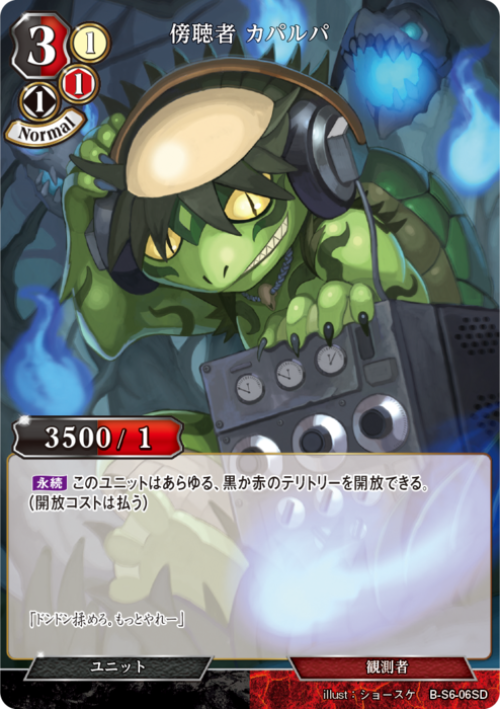 3
1
1
1
Normal
傍聴者 カパルパ
3500 / 1
永続 このユニットはあらゆる、黒か赤のテリトリーを開放できる。
(開放コストは払う)
「ドンドン揉めろ。もっとやれー」
ユニット
観測者
illust：ショースケ B-S6-06SD